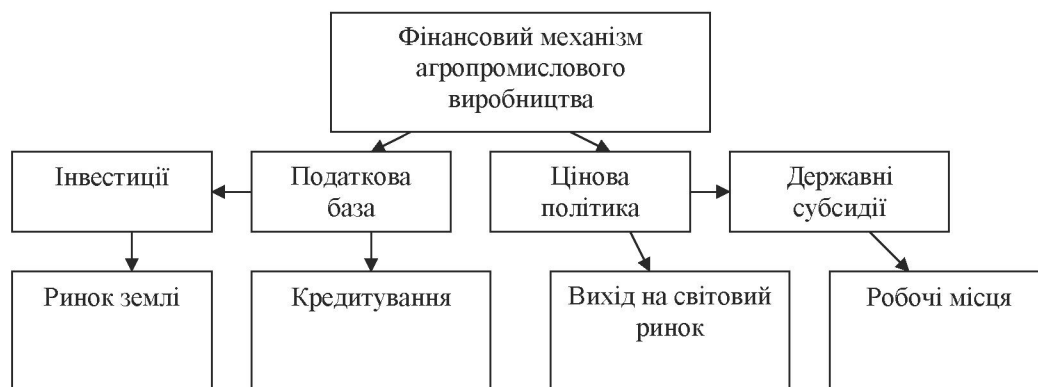 Фінансовий механізм
агропромислового
виробництва
Інвестиції
Податкова
база
Цінова
політика
Державні
субсидії
Ринок землі
Кредитування
Вихід на світовий
ринок
Робочі місця